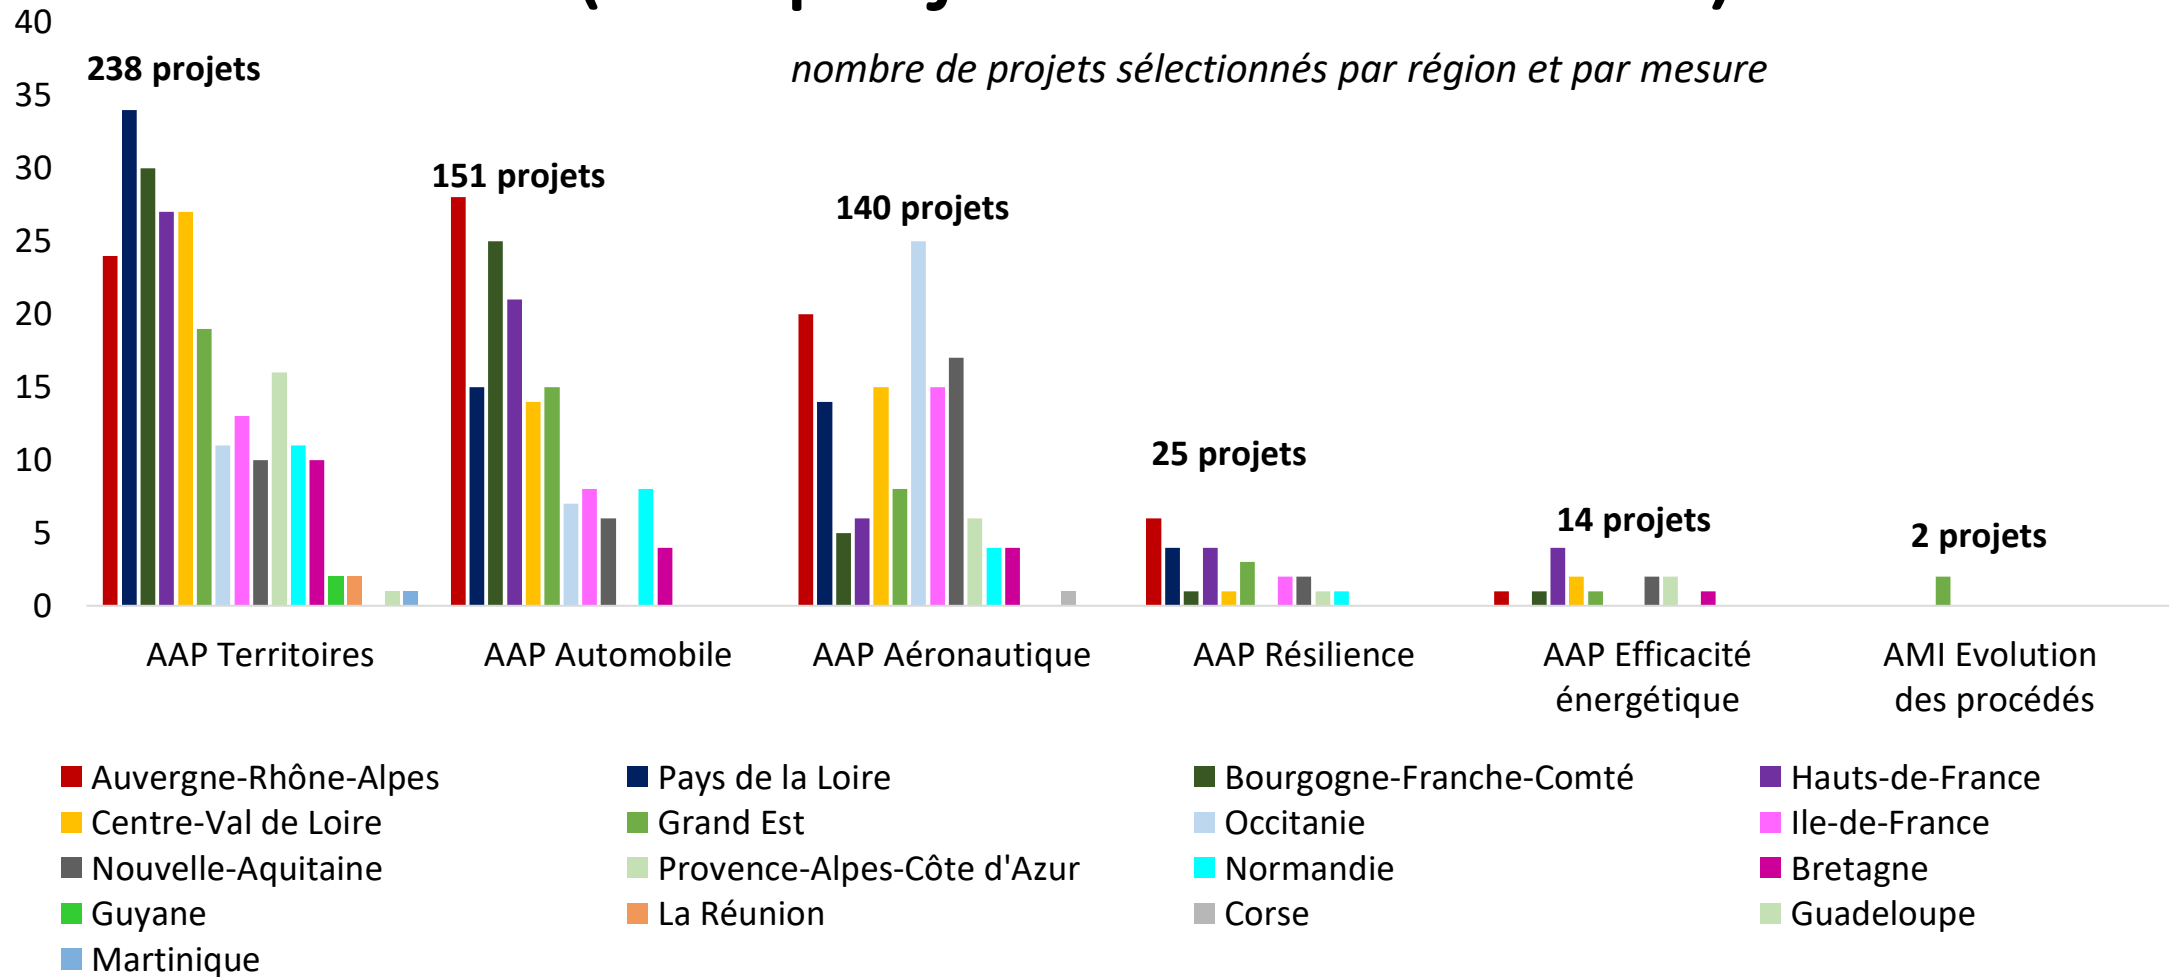 40
35
30
25
20
15
10
5
0
nombre de projets sélectionnés par région et par mesure
238 projets
151 projets
140 projets
25 projets
14 projets
2 projets
AAP Territoires
AAP Automobile
AAP Aéronautique
AAP Résilience
AAP Efficacité
énergétique
AMI Evolution
des procédés
Auvergne-Rhône-Alpes
Pays de la Loire
Bourgogne-Franche-Comté
Hauts-de-France
Centre-Val de Loire
Grand Est
Occitanie
Ile-de-France
Nouvelle-Aquitaine
Provence-Alpes-Côte d'Azur
Normandie
Bretagne
Guyane
La Réunion
Corse
Guadeloupe
Martinique